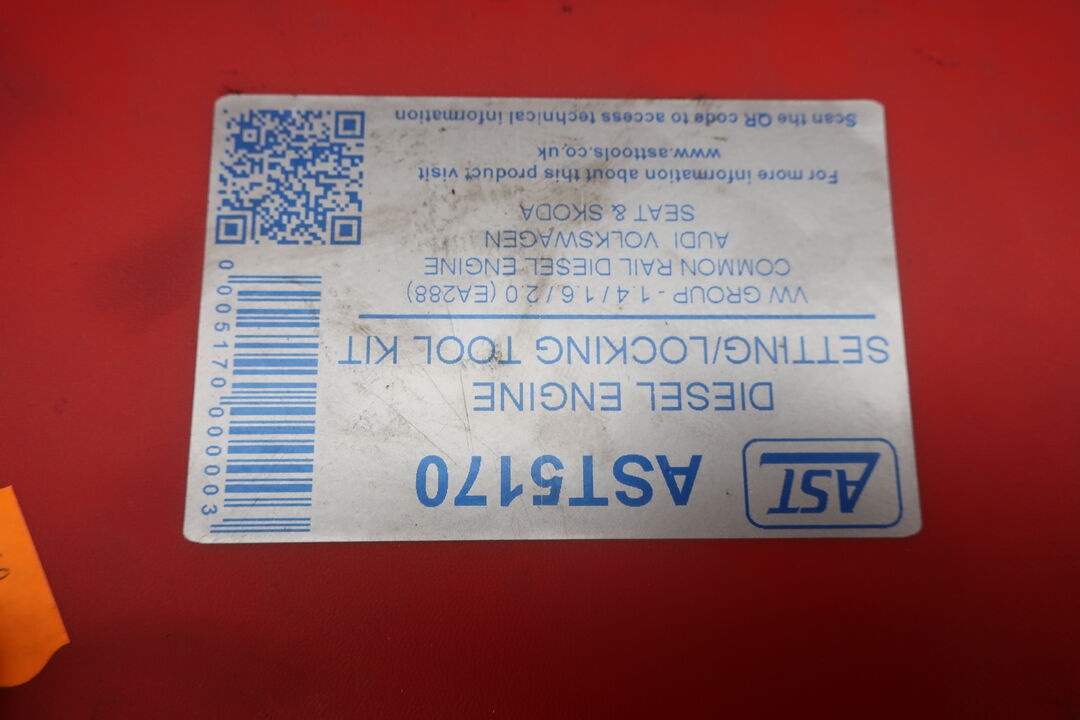 AST
AST5170
DIESEL ENGINE
SETTING/LOCKING TOOL KIT
VW GROUP - 1.4 / 1.6 / 2.0 (EA288)
COMMON RAIL DIESEL ENGINE
AUDI VOLKSWAGEN
SEAT & SKODA
For more information about this product visit
www.asttools.co.uk
Scan the QR code to access technical information
0 005170 000003